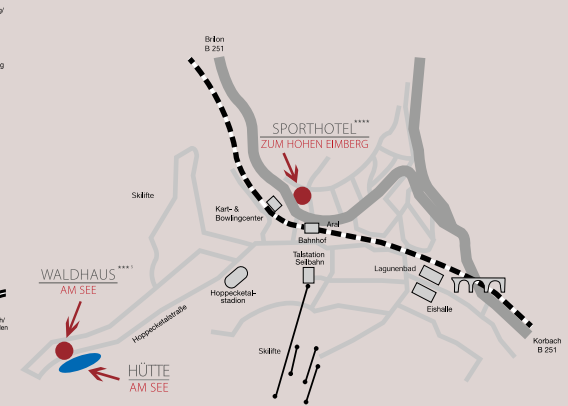 Brilon
B 251
SPORTHOTEL****
ZUM HOHEN EIMBERG
Skilifte
Kart- &
Bowlingcenter
Aral
Bahnhof
Talstation
Seilbahn
Lagunenbad
WALDHAUS***
AM SEE
Hoppecketal-
stadion
Eishalle
Hoppecketalstraße
Korbach
B 251
Skilifte
HÜTTE
AM SEE